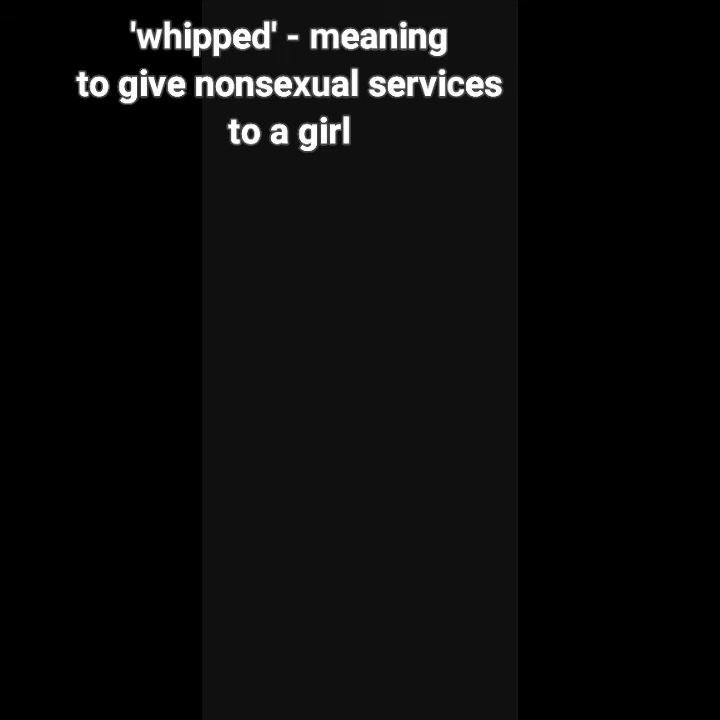 'whipped' - meaning
to give nonsexual services
to a girl